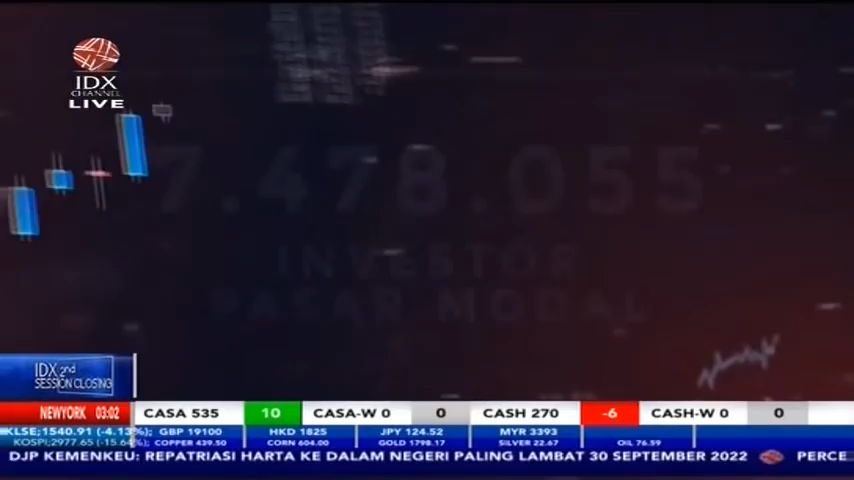 IDX
CHANNEL
LIVE
7.478.055
INVESTOR
PASAR MODAL
IDX 2nd
SESSION CLOSING
NEWYORK 03:02
CASA 535 10 CASA-W 0 0 CASH 270 -6 CASH-W 0 0
KLSE;1540.91 (-4.13%) GBP 19100 HKD 1825 JPY 124.52 MYR 3393
KOSPI;2977.65 (-15.64%) COPPER 439.50 CORN 604.00 GOLD 1798.17 SILVER 22.67 OIL 76.59
DJP KEMENKEU: REPATRIASI HARTA KE DALAM NEGERI PALING LAMBAT 30 SEPTEMBER 2022 PERCE